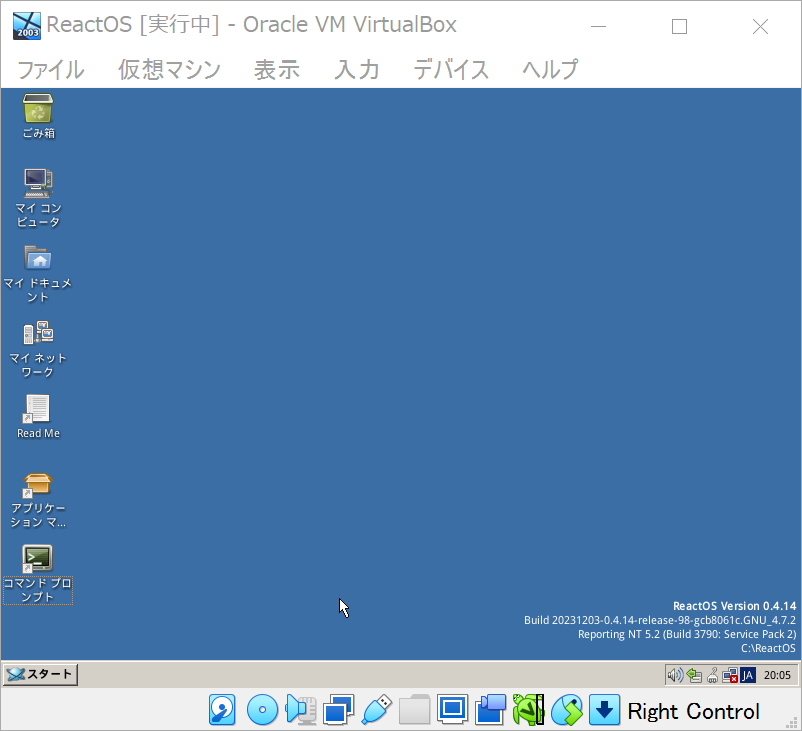 ReactOS [実行中] - Oracle VM VirtualBox
ファイル 仮想マシン 表示 入力 デバイス ヘルプ
ごみ箱
マイ コン
ピュータ
マイ ドキュメ
ント
マイ ネット
ワーク
Read Me
アプリケー
ション マ...
コマンド プロ
ンプト
ReactOS Version 0.4.14
Build 20231203-0.4.14-release-98-gcb8061c.GNU_4.7.2
Reporting NT 5.2 (Build 3790: Service Pack 2)
C:\ReactOS
スタート
JA 20:05
Right Control
2003